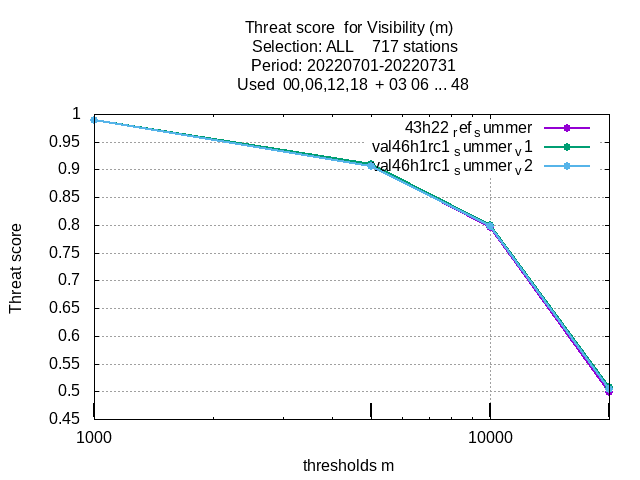 Threat score  for Visibility (m)
Selection: ALL    717 stations
Period: 20220701-20220731
Used  00,06,12,18  + 03 06 ... 48
43h22 ref summer
val46h1rc1 summer v1
val46h1rc1 summer v2
1
0.95
0.9
0.85
0.8
0.75
0.7
0.65
0.6
0.55
0.5
0.45
Threat score
1000
10000
thresholds m